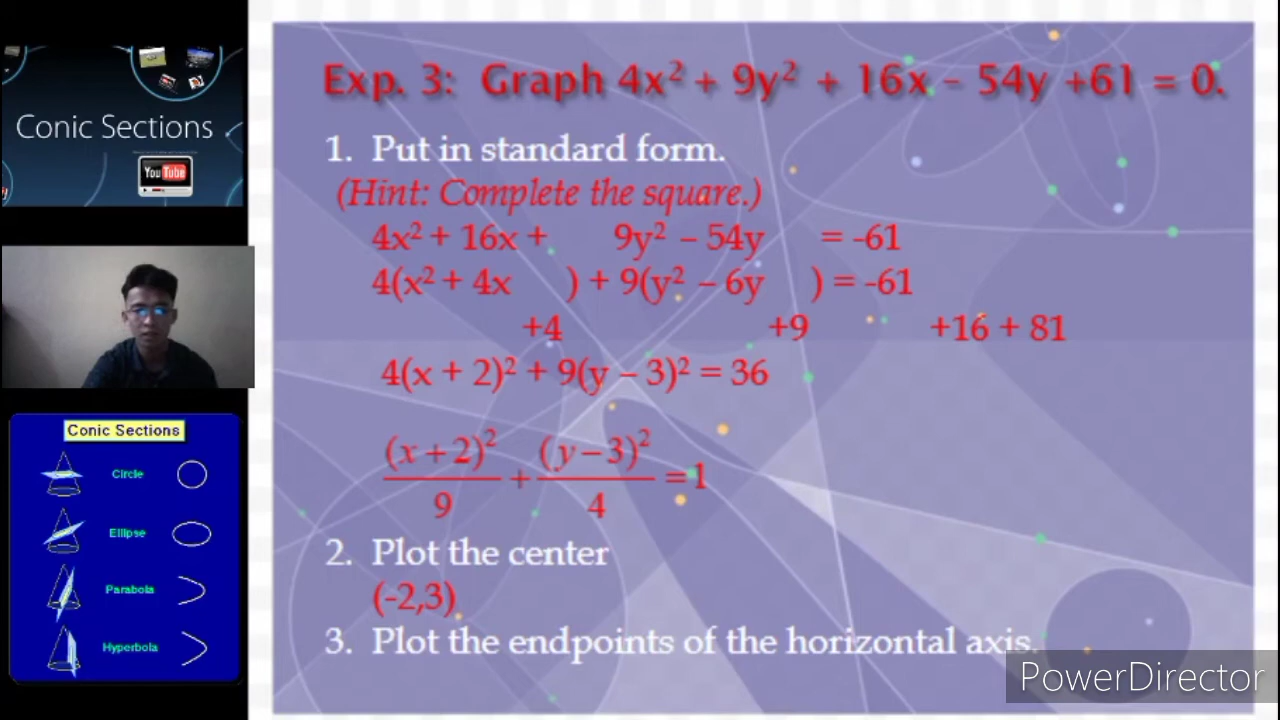 Conic Sections
YouTube
Conic Sections
Circle
Ellipse
Parabola
Hyperbola
Exp. 3: Graph 4x² + 9y² + 16x – 54y +61 = 0.
1. Put in standard form.
(Hint: Complete the square.)
4x² + 16x + 9y² – 54y = -61
4(x² + 4x ) + 9(y² – 6y ) = -61
+4 +9 +16 + 81
4(x + 2)² + 9(y – 3)² = 36
(x+2)²/9 + (y–3)²/4 = 1
2. Plot the center
(-2,3)
3. Plot the endpoints of the horizontal axis.
PowerDirector